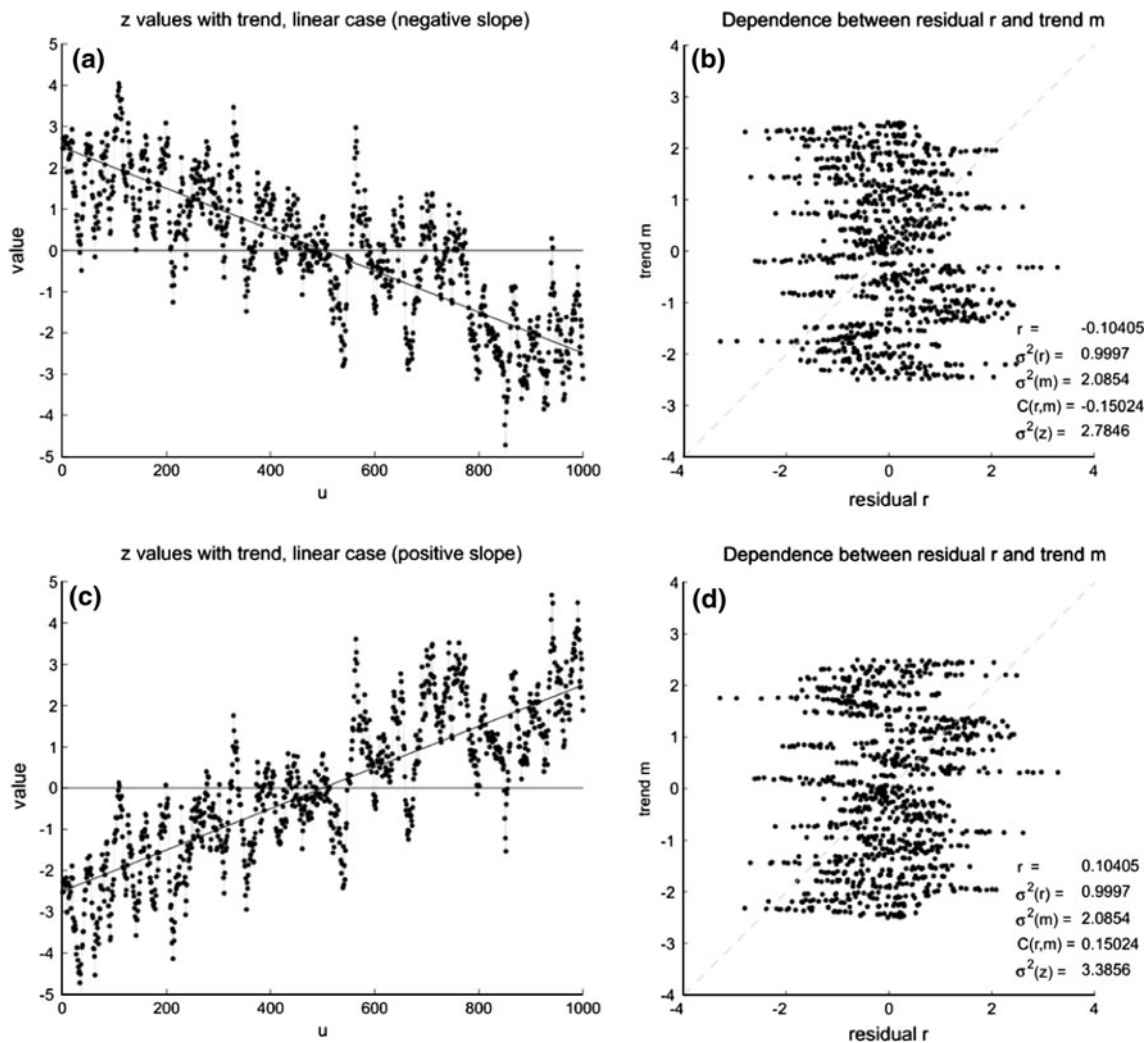 z values with trend, linear case (negative slope)
(a)
value
5
4
3
2
1
0
-1
-2
-3
-4
-5
0 200 400 600 800 1000
u
Dependence between residual r and trend m
(b)
trend m
4
3
2
1
0
-1
-2
-3
-4
r = -0.10405
σ²(r) = 0.9997
σ²(m) = 2.0854
C(r,m) = -0.15024
σ²(z) = 2.7846
-4 -2 0 2 4
residual r
z values with trend, linear case (positive slope)
(c)
value
5
4
3
2
1
0
-1
-2
-3
-4
-5
0 200 400 600 800 1000
u
Dependence between residual r and trend m
(d)
trend m
4
3
2
1
0
-1
-2
-3
-4
r = 0.10405
σ²(r) = 0.9997
σ²(m) = 2.0854
C(r,m) = 0.15024
σ²(z) = 3.3856
-4 -2 0 2 4
residual r